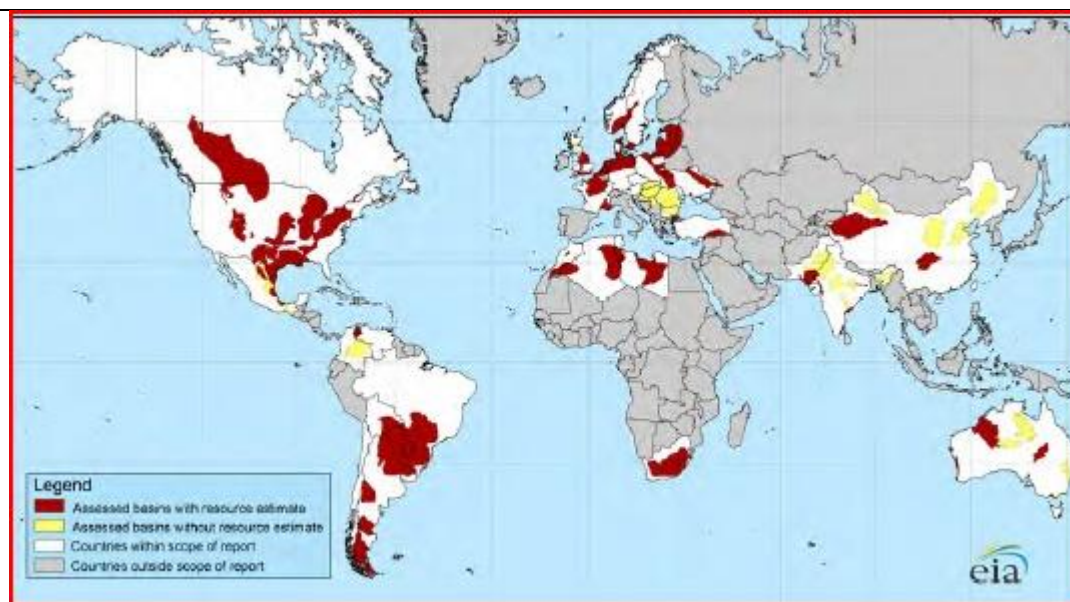 Legend
Assessed basins with resource estimate
Assessed basins without resource estimate
Countries within scope of report
Countries outside scope of report
eia